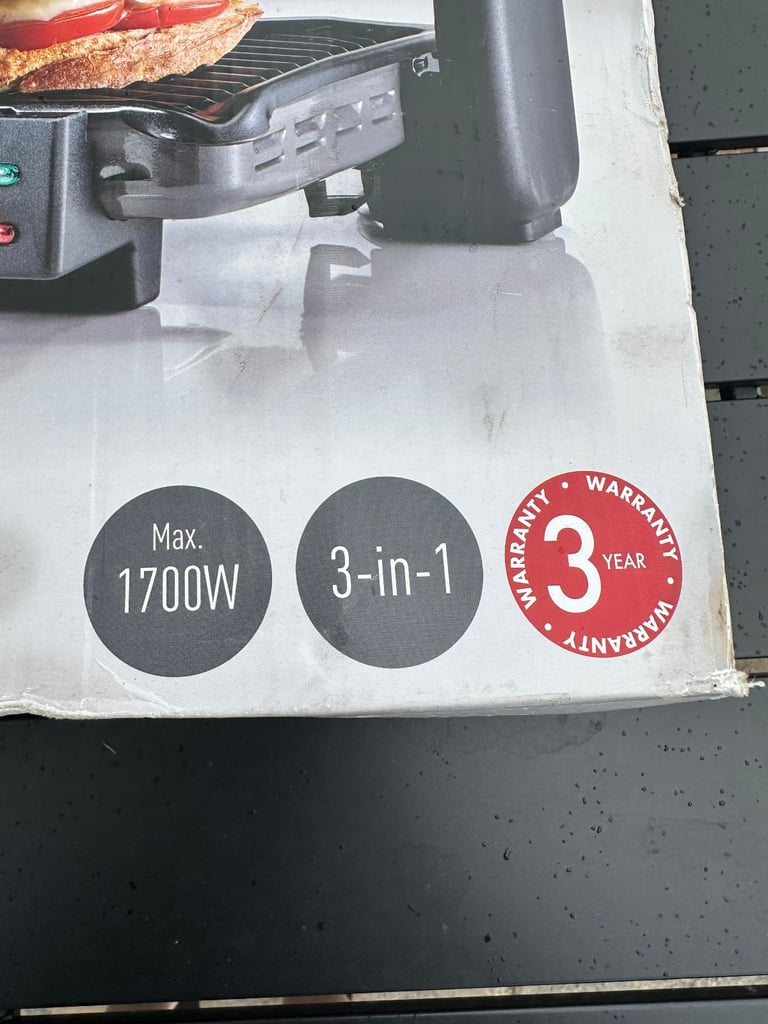 Max.
1700W
3-in-1
WARRANTY • WARRANTY • WARRANTY • WARRANTY •
3 YEAR